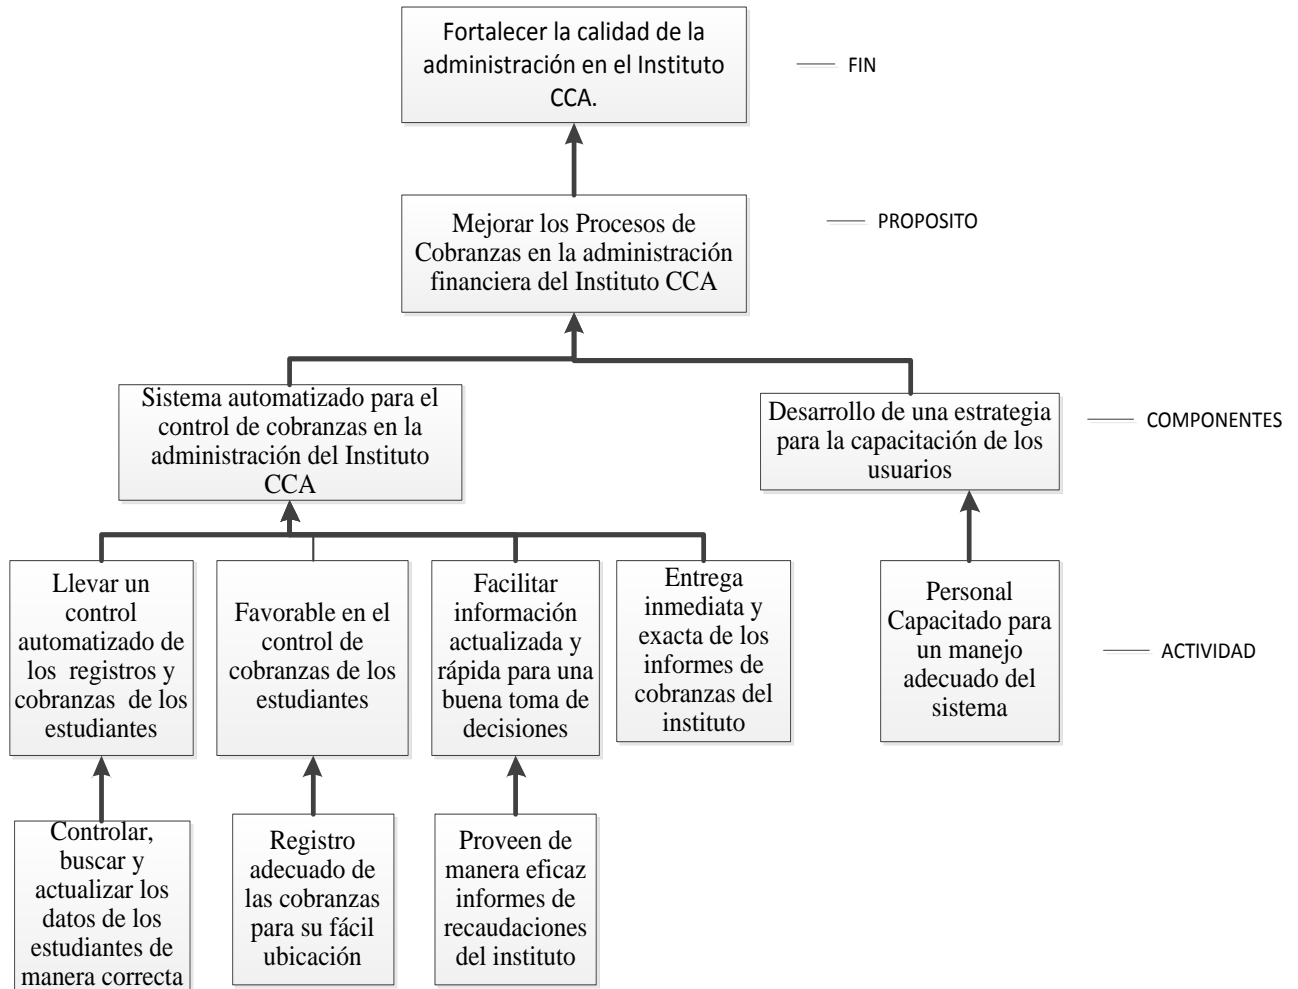 Fortalecer la calidad de la
administración en el Instituto
CCA.
FIN
Mejorar los Procesos de
Cobranzas en la administración
financiera del Instituto CCA
PROPOSITO
Sistema automatizado para el
control de cobranzas en la
administración del Instituto
CCA
Desarrollo de una estrategia
para la capacitación de los
usuarios
COMPONENTES
Llevar un
control
automatizado de
los registros y
cobranzas de los
estudiantes
Favorable en el
control de
cobranzas de los
estudiantes
Facilitar
información
actualizada y
rápida para una
buena toma de
decisiones
Entrega
inmediata y
exacta de los
informes de
cobranzas del
instituto
Personal
Capacitado para
un manejo
adecuado del
sistema
ACTIVIDAD
Controlar,
buscar y
actualizar los
datos de los
estudiantes de
manera correcta
Registro
adecuado de
las cobranzas
para su fácil
ubicación
Proveen de
manera eficaz
informes de
recaudaciones
del instituto